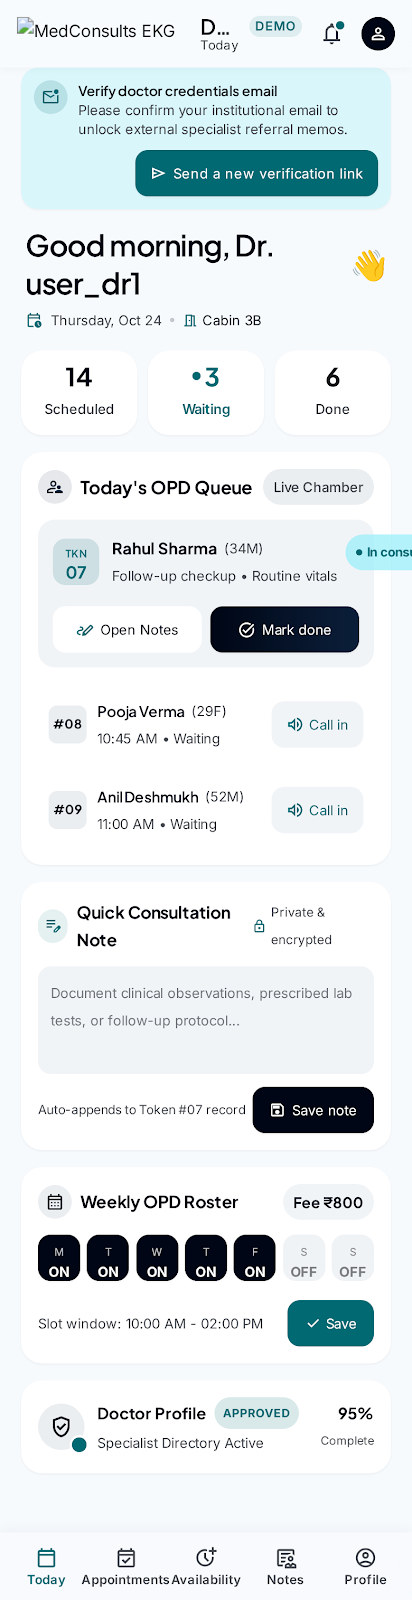 MedConsults EKG
D...
DEMO
Today
Verify doctor credentials email
Please confirm your institutional email to
unlock external specialist referral memos.
Send a new verification link
Good morning, Dr.
user_dr1 👋
Thursday, Oct 24 • Cabin 3B
14
Scheduled
•3
Waiting
6
Done
Today's OPD Queue
Live Chamber
TKN
07
Rahul Sharma (34M)
Follow-up checkup • Routine vitals
• In consu
Open Notes
Mark done
#08
Pooja Verma (29F)
10:45 AM • Waiting
Call in
#09
Anil Deshmukh (52M)
11:00 AM • Waiting
Call in
Quick Consultation
Note
Private &
encrypted
Document clinical observations, prescribed lab
tests, or follow-up protocol...
Auto-appends to Token #07 record
Save note
Weekly OPD Roster
Fee ₹800
M T W T F S S
ON ON ON ON ON OFF OFF
Slot window: 10:00 AM - 02:00 PM
Save
Doctor Profile
APPROVED
Specialist Directory Active
95%
Complete
Today Appointments Availability Notes Profile